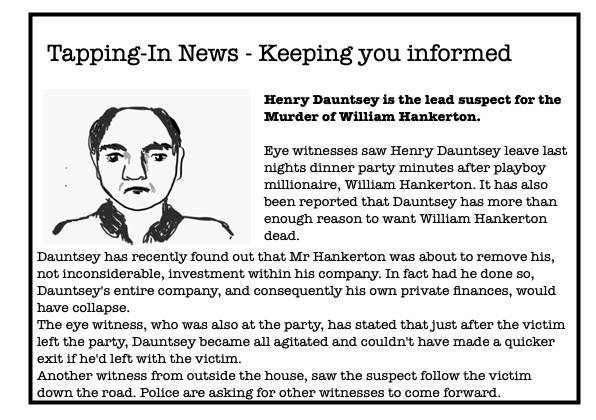 Tapping-In News - Keeping you informed
Henry Dauntsey is the lead suspect for the
Murder of William Hankerton.
Eye witnesses saw Henry Dauntsey leave last
nights dinner party minutes after playboy
millionaire, William Hankerton. It has also
been reported that Dauntsey has more than
enough reason to want William Hankerton
dead.
Dauntsey has recently found out that Mr Hankerton was about to remove his,
not inconsiderable, investment within his company. In fact had he done so,
Dauntsey's entire company, and consequently his own private finances, would
have collapse.
The eye witness, who was also at the party, has stated that just after the victim
left the party, Dauntsey became all agitated and couldn't have made a quicker
exit if he'd left with the victim.
Another witness from outside the house, saw the suspect follow the victim
down the road. Police are asking for other witnesses to come forward.